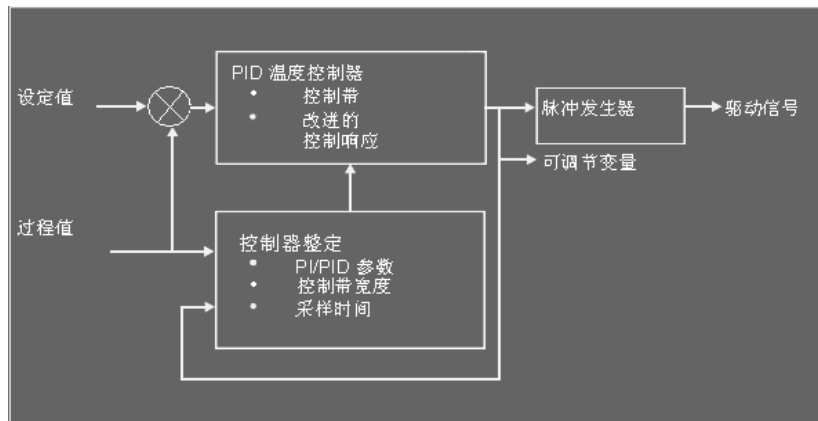 PID 温度控制器
• 控制带
• 改进的
控制响应
设定值
脉冲发生器
驱动信号
可调节变量
过程值
控制器整定
• PI/PID 参数
• 控制带宽度
• 采样时间